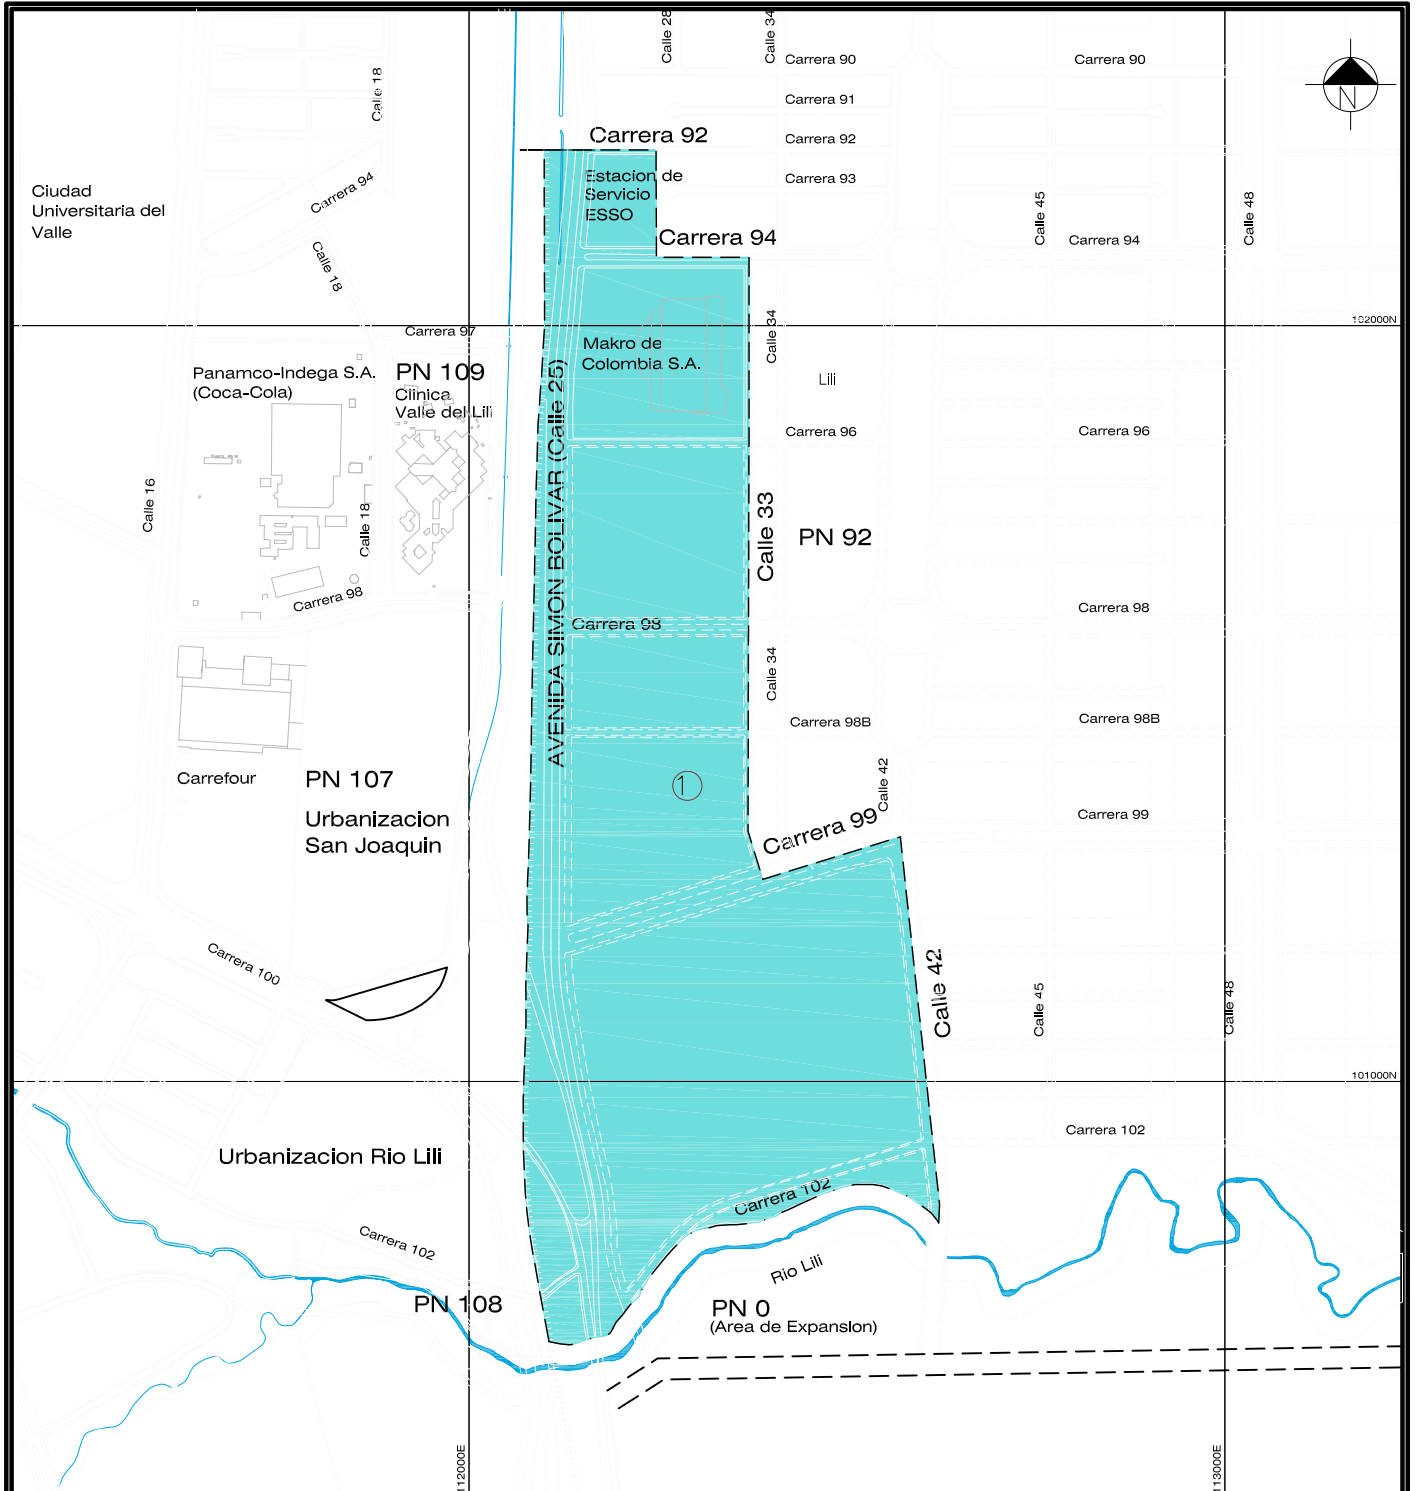 Calle 28
Calle 34
Carrera 90
Carrera 90
Calle 18
Carrera 91
N
Carrera 92
Carrera 92
Estacion de
Servicio
ESSO
Carrera 93
Ciudad
Universitaria del
Valle
Carrera 94
Calle 45
Calle 48
Carrera 94
Carrera 94
Calle 18
102000N
Carrera 97
Calle 34
Makro de
Colombia S.A.
Panamco-Indega S.A.
(Coca-Cola)
PN 109
Clinica
Valle del Lili
Lili
AVENIDA SIMON BOLIVAR (Calle 25)
Carrera 96
Carrera 96
Calle 16
Calle 18
Calle 33
PN 92
Carrera 98
Carrera 98
Carrera 98
Calle 34
Carrera 98B
Carrera 98B
Carrefour
PN 107
1
Calle 42
Urbanizacion
San Joaquin
Carrera 99
Carrera 99
Carrera 100
Calle 42
Calle 45
Calle 48
101000N
Carrera 102
Urbanizacion Rio Lili
Carrera 102
Carrera 102
Rio Lili
PN 108
PN 0
(Area de Expansion)
112000E
113000E